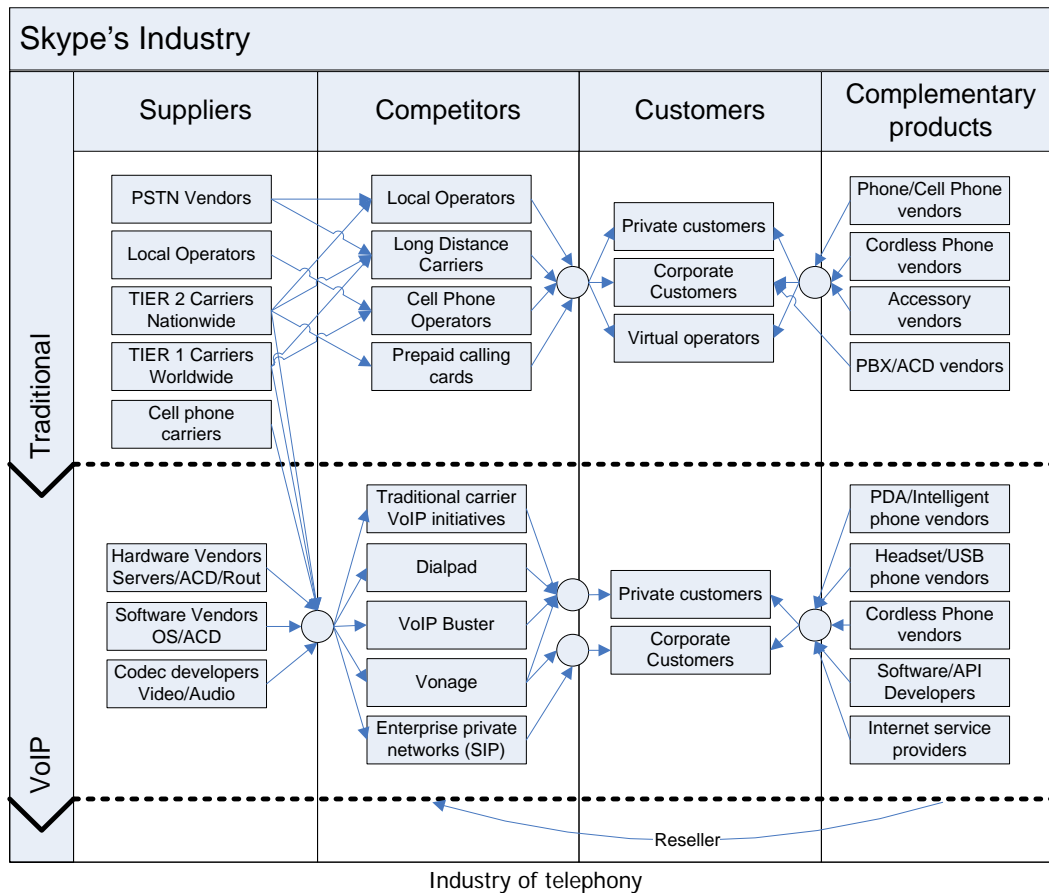 Skype's Industry
Suppliers
Competitors
Customers
Complementary
products
Traditional
PSTN Vendors
Local Operators
TIER 2 Carriers
Nationwide
TIER 1 Carriers
Worldwide
Cell phone
carriers
Local Operators
Long Distance
Carriers
Cell Phone
Operators
Prepaid calling
cards
Private customers
Corporate
Customers
Virtual operators
Phone/Cell Phone
vendors
Cordless Phone
vendors
Accessory
vendors
PBX/ACD vendors
VoIP
Hardware Vendors
Servers/ACD/Rout
Software Vendors
OS/ACD
Codec developers
Video/Audio
Traditional carrier
VoIP initiatives
Dialpad
VoIP Buster
Vonage
Enterprise private
networks (SIP)
Private customers
Corporate
Customers
PDA/Intelligent
phone vendors
Headset/USB
phone vendors
Cordless Phone
vendors
Software/API
Developers
Internet service
providers
Reseller
Industry of telephony